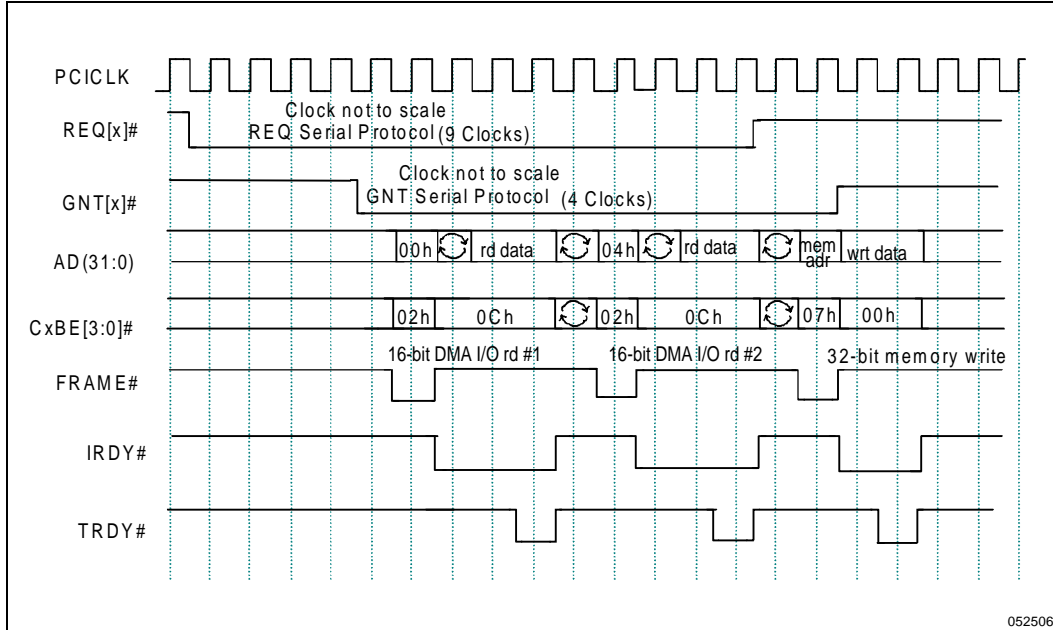 PCICLK
Clock not to scale
REQ[x]#
REQ Serial Protocol (9 Clocks)
Clock not to scale
GNT[x]#
GNT Serial Protocol (4 Clocks)
AD(31:0)
00h rd data 04h rd data mem adr wrt data
CxBE[3:0]#
02h 0Ch 02h 0Ch 07h 00h
16-bit DMA I/O rd #1 16-bit DMA I/O rd #2 32-bit memory write
FRAME#
IRDY#
TRDY#
052506